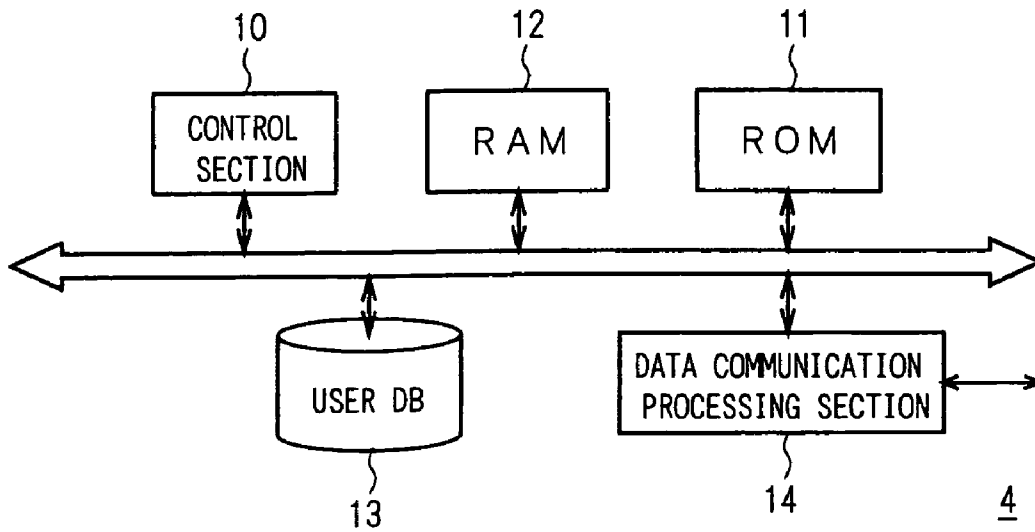 10
12
11
CONTROL
SECTION
RAM
ROM
USER DB
DATA COMMUNICATION
PROCESSING SECTION
13
14
4